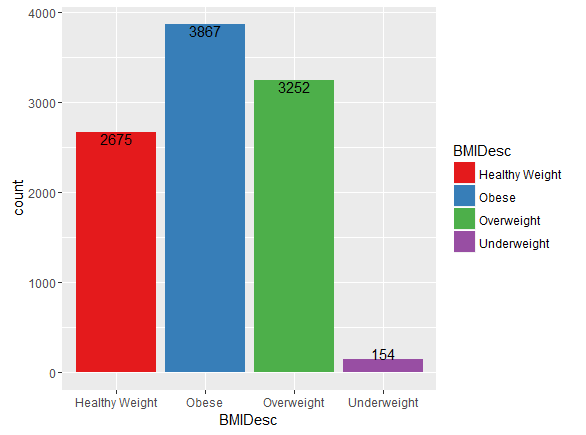 4000
3000
2000
1000
0
count
2675
3867
3252
154
Healthy Weight
Obese
Overweight
Underweight
BMIDesc
BMIDesc
Healthy Weight
Obese
Overweight
Underweight